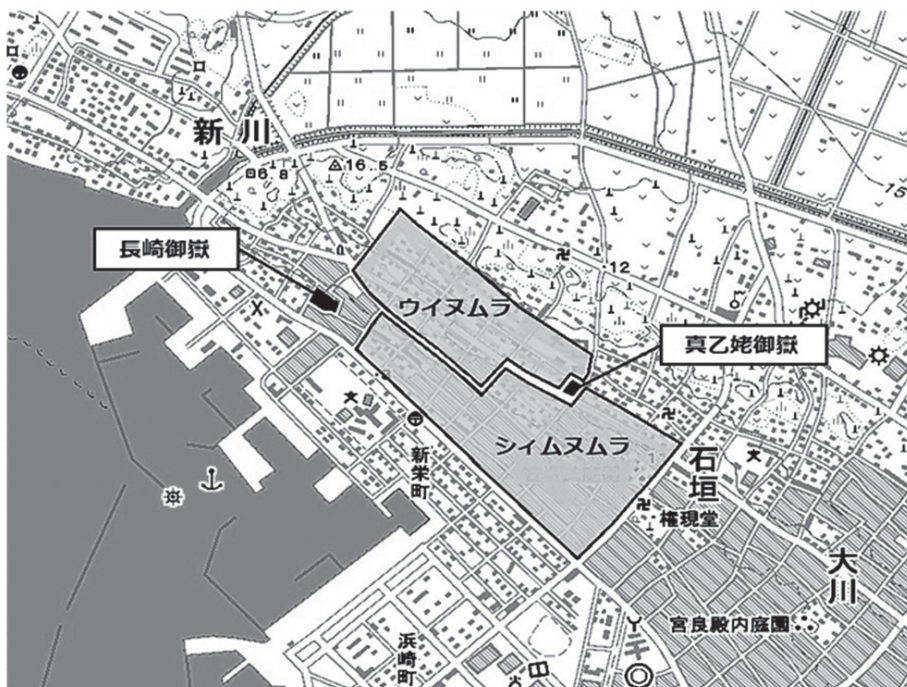 新川
6.8
16.5
長崎御嶽
ウイヌムラ
12
15
真乙姥御嶽
シィムヌムラ
新栄町
石垣
権現堂
大川
宮良殿内庭園
浜崎町